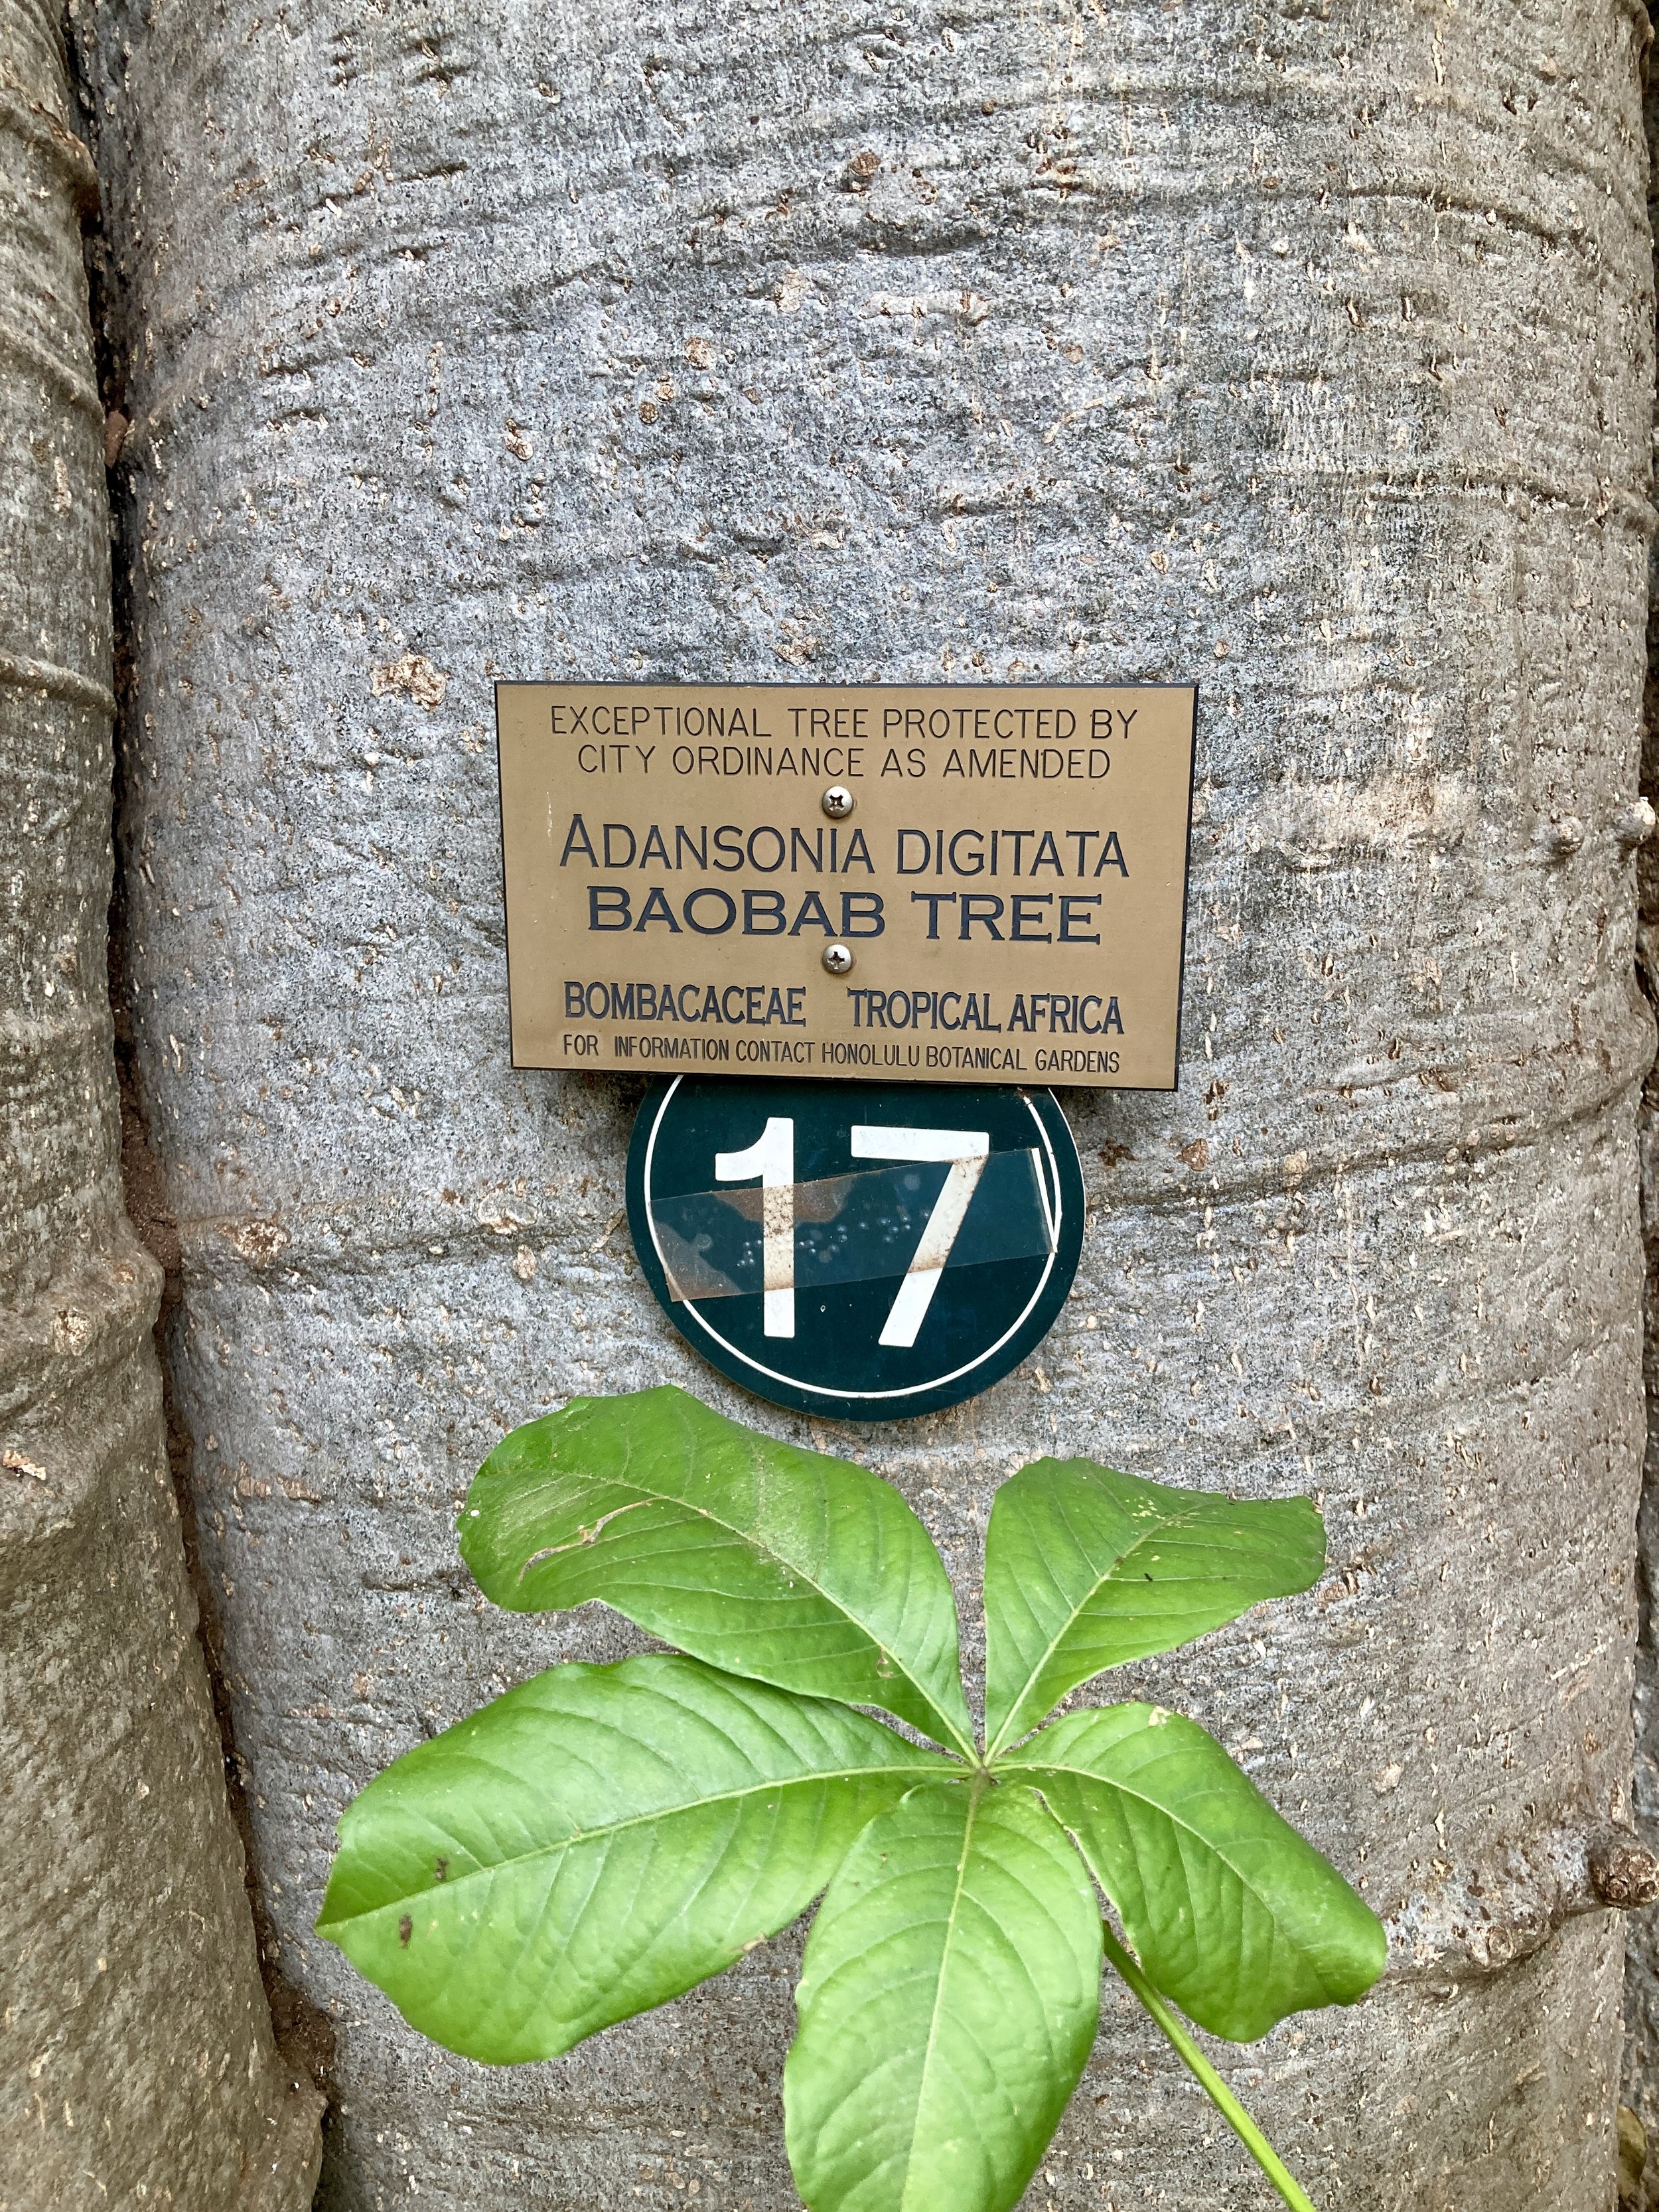 EXCEPTIONAL TREE PROTECTED BY
CITY ORDINANCE AS AMENDED
ADANSONIA DIGITATA
BAOBAB TREE
BOMBACACEAE TROPICAL AFRICA
FOR INFORMATION CONTACT HONOLULU BOTANICAL GARDENS
17